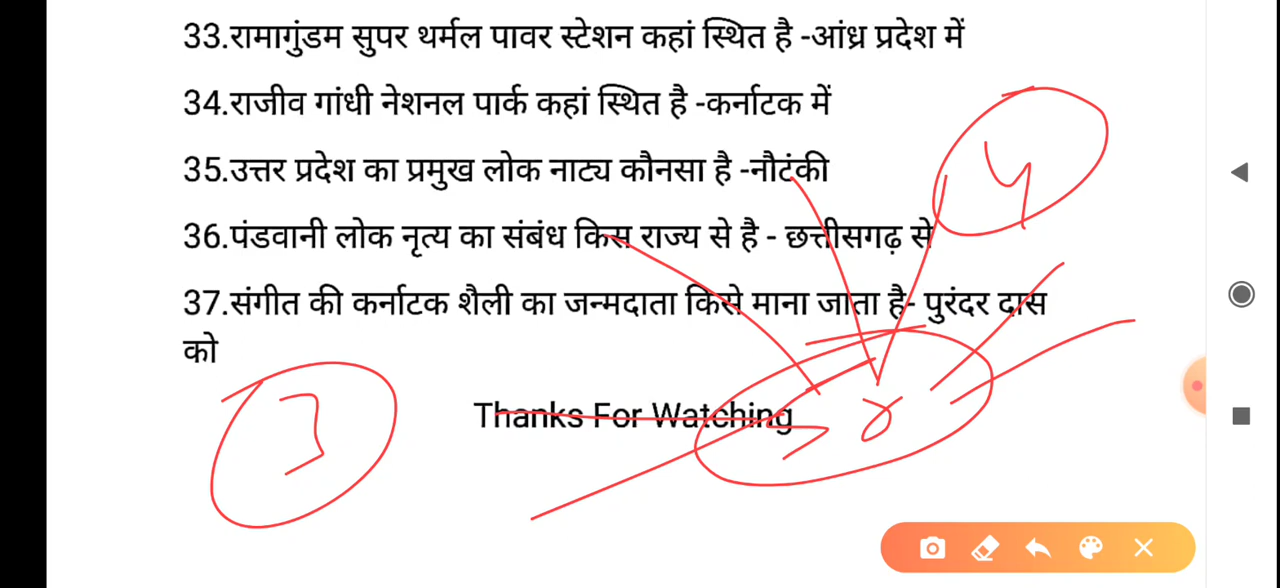 33.रामागुंडम सुपर थर्मल पावर स्टेशन कहां स्थित है -आंध्र प्रदेश में
34.राजीव गांधी नेशनल पार्क कहां स्थित है -कर्नाटक में
35.उत्तर प्रदेश का प्रमुख लोक नाट्य कौनसा है -नौटंकी
36.पंडवानी लोक नृत्य का संबंध किस राज्य से है - छत्तीसगढ़ से
37.संगीत की कर्नाटक शैली का जन्मदाता किसे माना जाता है- पुरंदर दास
को
Thanks For Watching